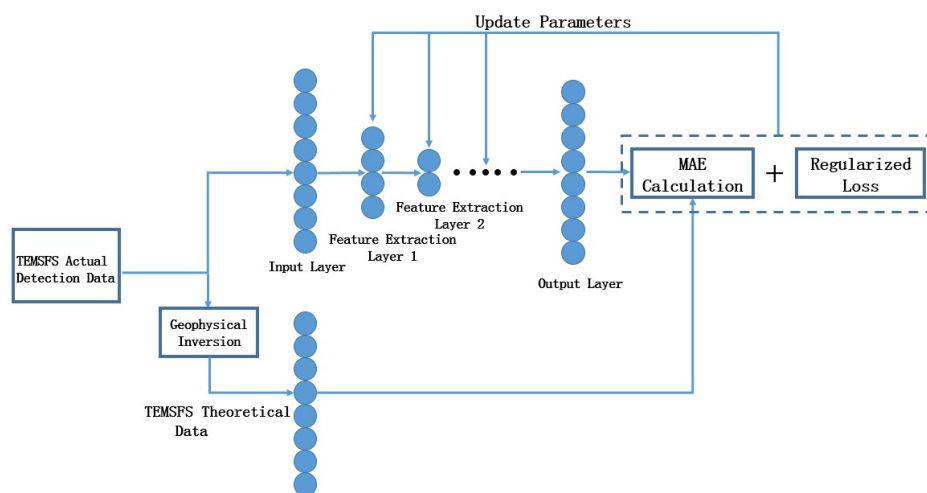 Update Parameters
MAE
Calculation
+
Regularized
Loss
Feature Extraction
Layer 2
Feature Extraction
Layer 1
Input Layer
Output Layer
TEMSFS Actual
Detection Data
Geophysical
Inversion
TEMSFS Theoretical
Data